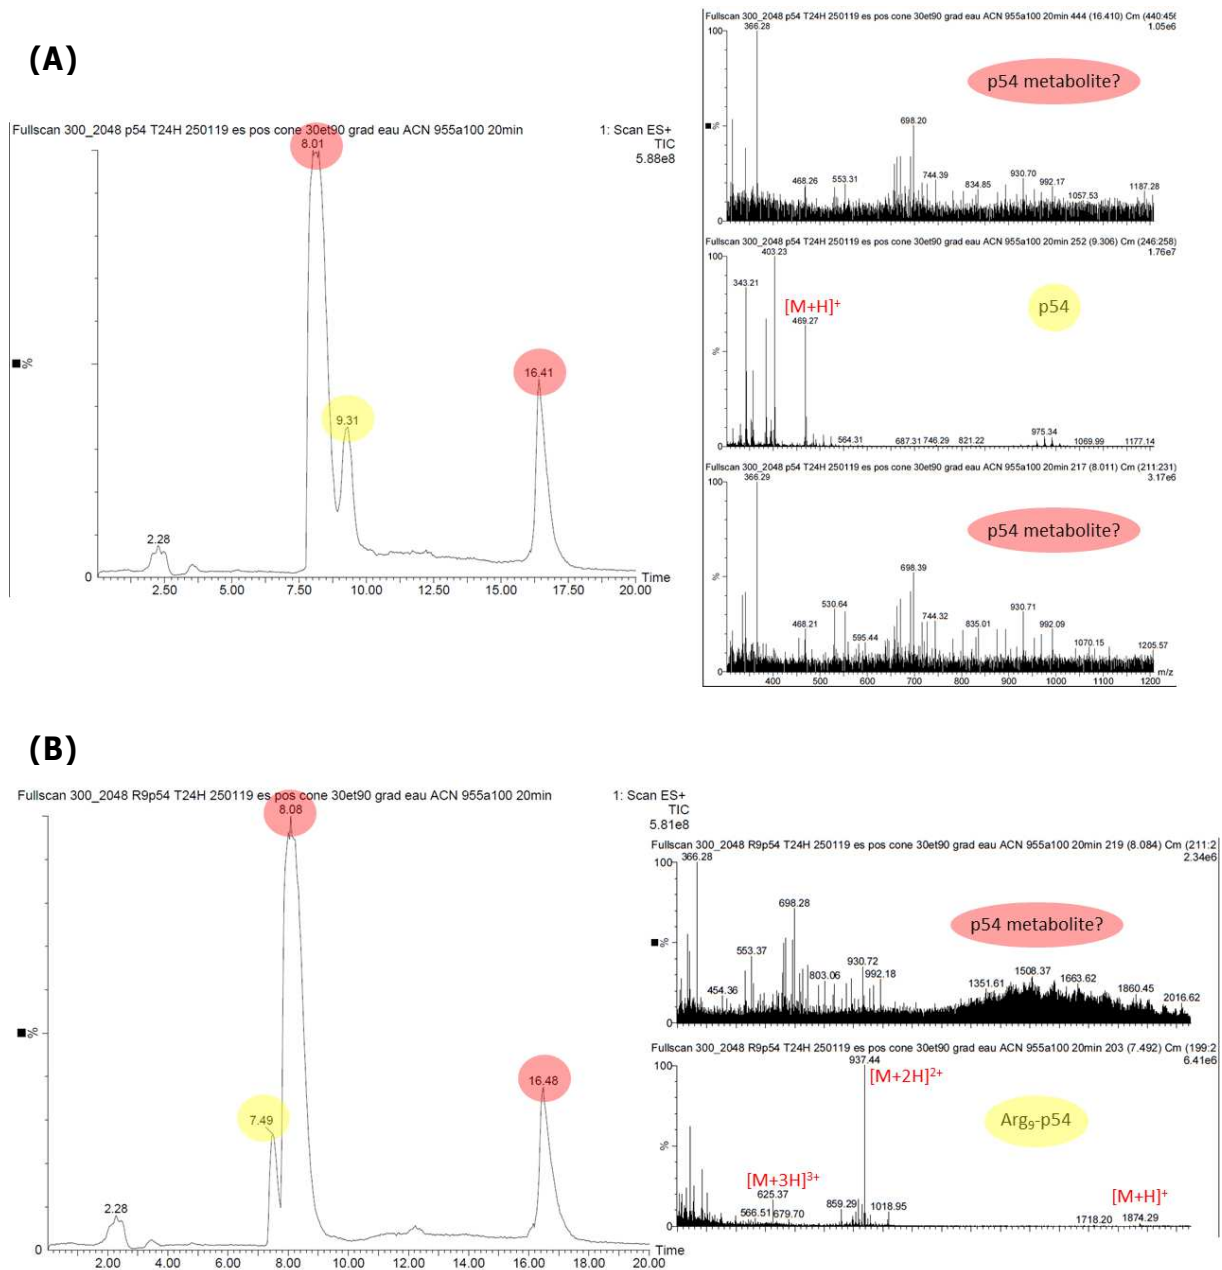 (A)
Fullscan 300_2048 p54 T24H 250119 es pos cone 30et90 grad eau ACN 955a100 20min
1: Scan ES+
TIC
5.88e8
8.01
16.41
9.31
2.28
%
0
2.50 5.00 7.50 10.00 12.50 15.00 17.50 20.00
Time
Fullscan 300_2048 p54 T24H 250119 es pos cone 30et90 grad eau ACN 955a100 20min 444 (16.410) Cm (440:456
1.05e6
100
366.28
p54 metabolite?
%
698.20
468.26 553.31 744.39 834.85 930.70 992.17 1057.53 1187.28
0
Fullscan 300_2048 p54 T24H 250119 es pos cone 30et90 grad eau ACN 955a100 20min 252 (9.306) Cm (246:258)
1.76e7
100
403.23
343.21
[M+H]+
469.27
p54
%
564.31 687.31 746.29 821.22 975.34 1069.99 1177.14
0
Fullscan 300_2048 p54 T24H 250119 es pos cone 30et90 grad eau ACN 955a100 20min 217 (8.011) Cm (211:231)
3.17e6
100
366.29
p54 metabolite?
%
698.39
468.21 530.64 595.44 744.32 835.01 930.71 992.09 1070.15 1205.57
0
m/z
400 500 600 700 800 900 1000 1100 1200
(B)
Fullscan 300_2048 R9p54 T24H 250119 es pos cone 30et90 grad eau ACN 955a100 20min
1: Scan ES+
TIC
5.81e8
8.08
16.48
7.49
2.28
%
0
2.00 4.00 6.00 8.00 10.00 12.00 14.00 16.00 18.00 20.00
Time
Fullscan 300_2048 R9p54 T24H 250119 es pos cone 30et90 grad eau ACN 955a100 20min 219 (8.084) Cm (211:2
2.34e6
100
366.28
698.28
p54 metabolite?
%
454.36 553.37 803.06 930.72 992.18 1351.61 1508.37 1663.62 1860.45 2016.62
0
Fullscan 300_2048 R9p54 T24H 250119 es pos cone 30et90 grad eau ACN 955a100 20min 203 (7.492) Cm (199:2
6.41e6
100
937.44
[M+2H]2+
Arg9-p54
%
[M+3H]3+
[M+H]+
625.37
566.51 679.70 859.29 1018.95 1718.20 1874.29
0